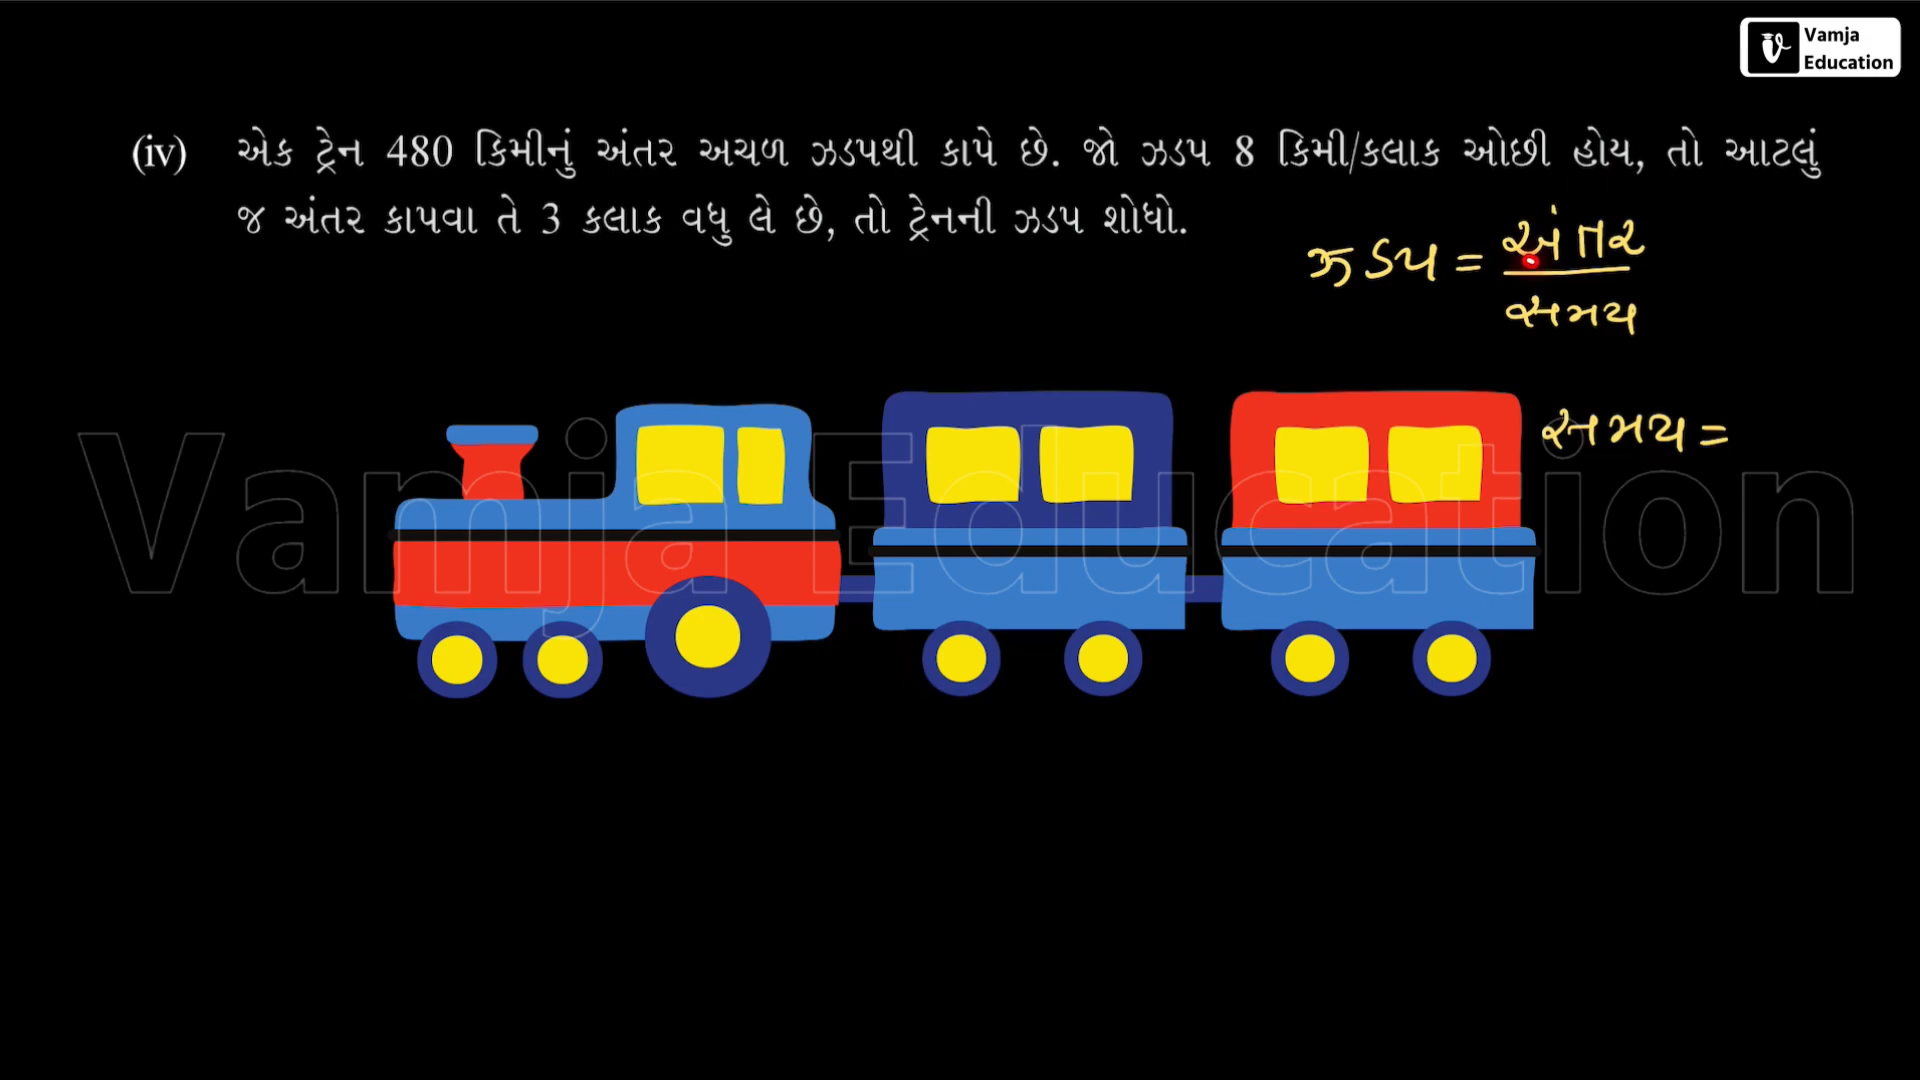 Vamja
Education
(iv) એક ટ્રેન 480 કિમીનું અંતર અચળ ઝડપથી કાપે છે. જો ઝડપ 8 કિમી/કલાક ઓછી હોય, તો આટલું
જ અંતર કાપવા તે 3 કલાક વધુ લે છે, તો ટ્રેનની ઝડપ શોધો.
ઝડપ = અંતર
સમય
સમય =
Vamja Education